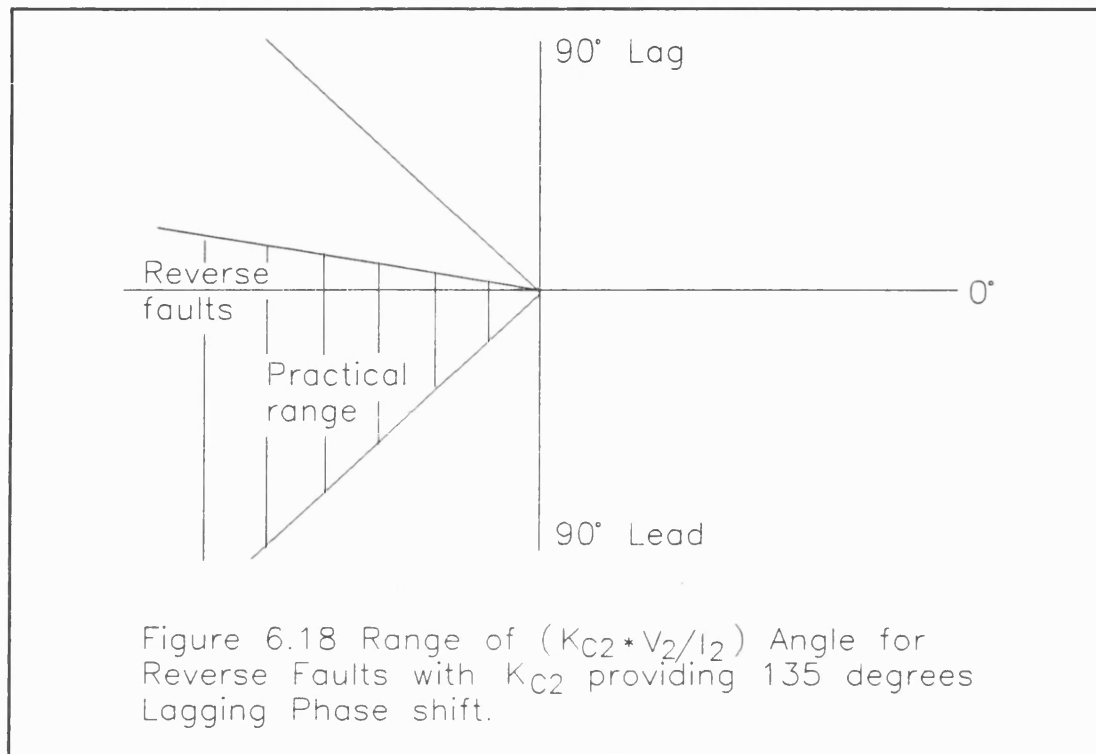 90° Lag
Reverse
faults
0°
Practical
range
90° Lead
Figure 6.18 Range of (KC2*V2/I2) Angle for
Reverse Faults with KC2 providing 135 degrees
Lagging Phase shift.